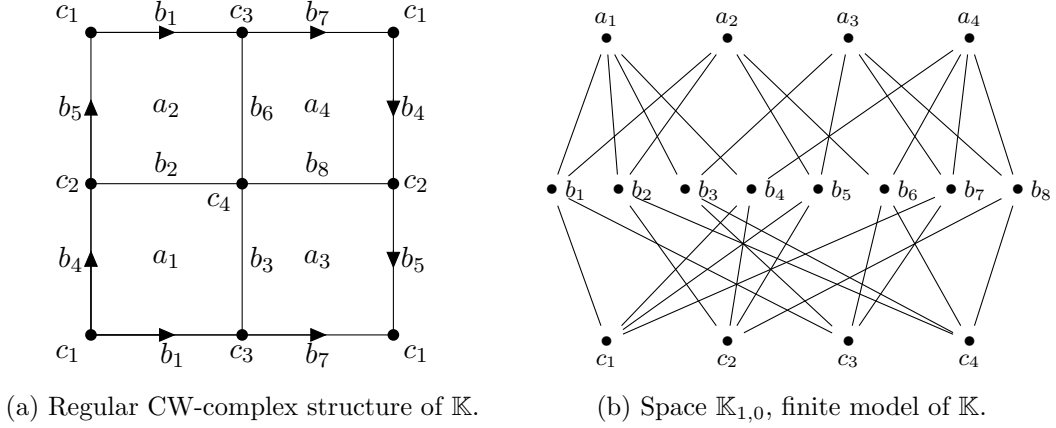 c₁ b₁ c₃ b₇ c₁
b₅ a₂ b₆ a₄ b₄
c₂ b₂ c₄ b₈ c₂
b₄ a₁ b₃ a₃ b₅
c₁ b₁ c₃ b₇ c₁
(a) Regular CW-complex structure of 𝕂.
a₁ a₂ a₃ a₄
b₁ b₂ b₃ b₄ b₅ b₆ b₇ b₈
c₁ c₂ c₃ c₄
(b) Space 𝕂₁,₀, finite model of 𝕂.